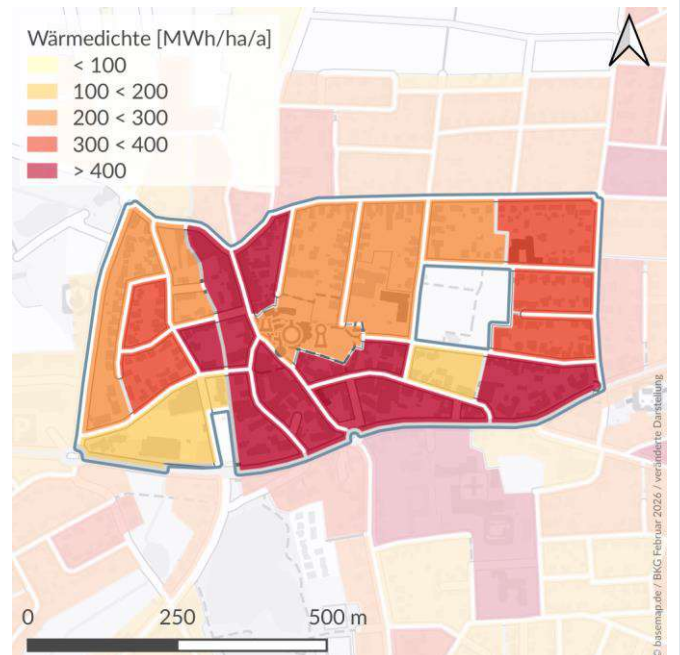 Wärmedichte [MWh/ha/a]
< 100
100 < 200
200 < 300
300 < 400
> 400
0 250 500 m
© basemap.de / BKG Februar 2026 / veränderte Darstellung